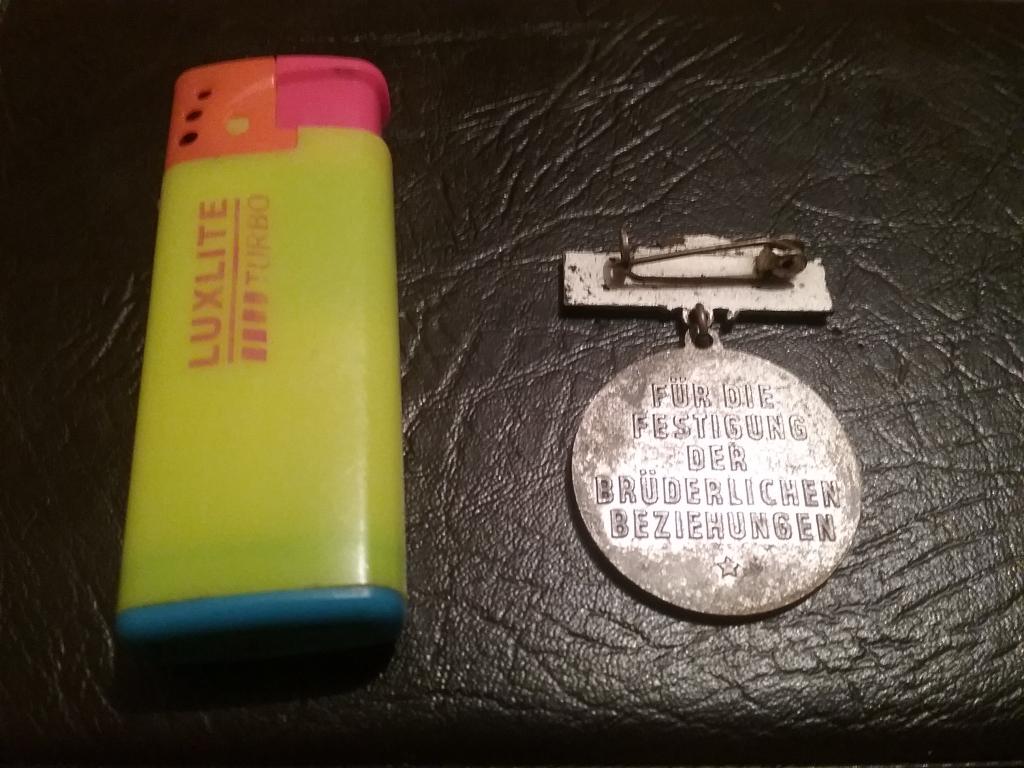 LUXLITE
TURBO
FÜR DIE
FESTIGUNG
DER
BRÜDERLICHEN
BEZIEHUNGEN